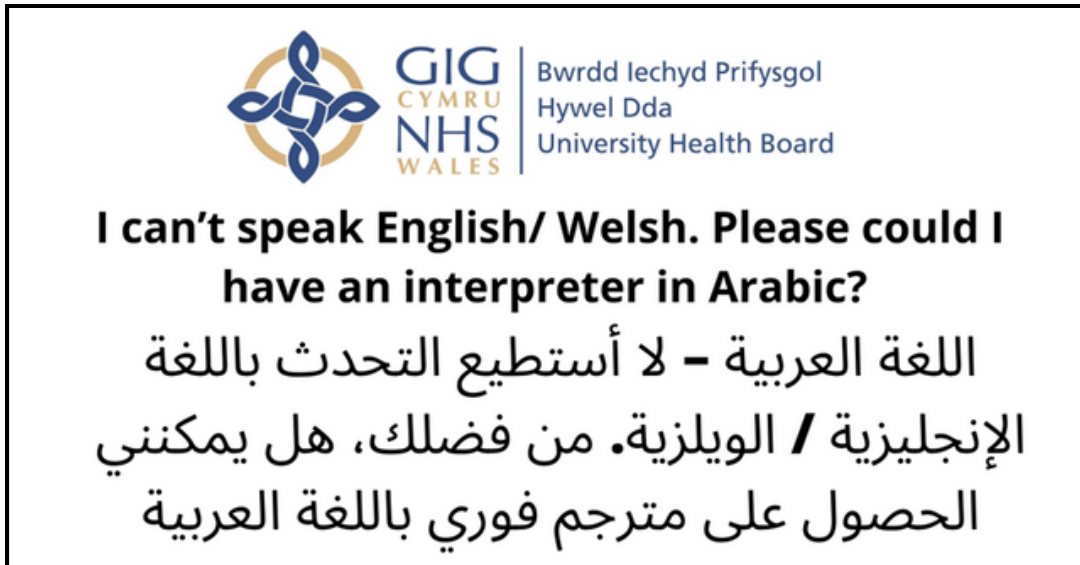 GIG
CYMRU
NHS
WALES
Bwrdd Iechyd Prifysgol
Hywel Dda
University Health Board
I can’t speak English/ Welsh. Please could I
have an interpreter in Arabic?
اللغة العربية – لا أستطيع التحدث باللغة
الإنجليزية / الويلزية. من فضلك، هل يمكنني
الحصول على مترجم فوري باللغة العربية